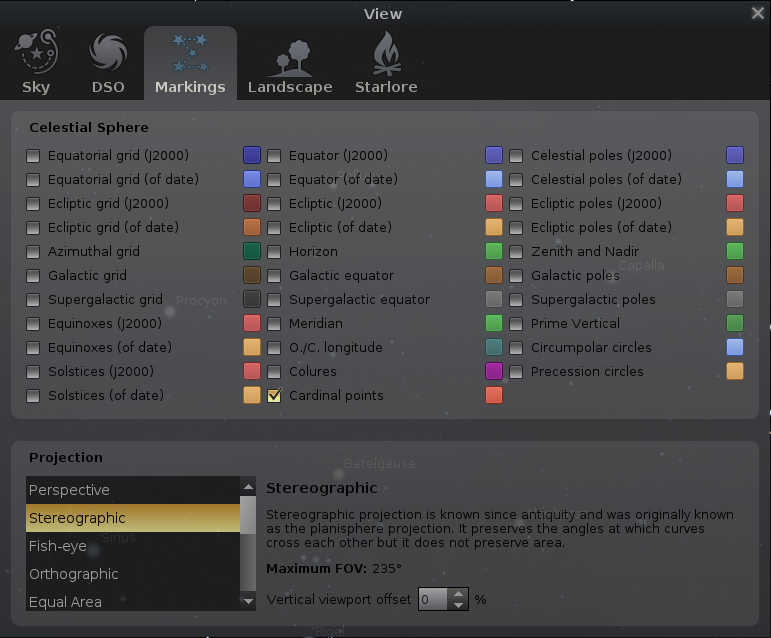 View
Sky DSO Markings Landscape Starlore
Celestial Sphere
Equatorial grid (J2000) Equator (J2000) Celestial poles (J2000)
Equatorial grid (of date) Equator (of date) Celestial poles (of date)
Ecliptic grid (J2000) Ecliptic (J2000) Ecliptic poles (J2000)
Ecliptic grid (of date) Ecliptic (of date) Ecliptic poles (of date)
Azimuthal grid Horizon Zenith and Nadir
Capella
Galactic grid Galactic equator Galactic poles
Supergalactic grid Procyon Supergalactic equator Supergalactic poles
Equinoxes (J2000) Meridian Prime Vertical
Equinoxes (of date) O./C. longitude Circumpolar circles
Solstices (J2000) Colures Precession circles
Solstices (of date) Cardinal points
Projection
Betelgeuse
Perspective
Stereographic
Stereographic
Fish-eye
Sirius
Orthographic
Equal Area
Stereographic projection is known since antiquity and was originally known
as the planisphere projection. It preserves the angles at which curves
cross each other but it does not preserve area.
Maximum FOV: 235°
Vertical viewport offset 0 %
Rigel